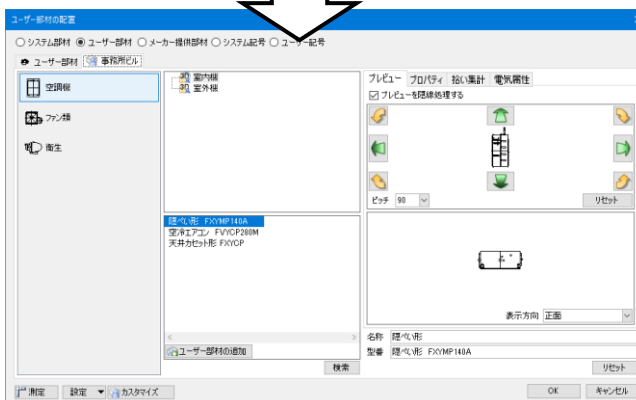 ユーザー部材の配置
システム部材 ユーザー部材 メーカー提供部材 システム記号 ユーザー記号
ユーザー部材 事務所ビル
空調機
ファン類
衛生
3D 室内機
3D 室外機
隠ぺい形 FXYMP140A
空冷エアコン FVYCP280M
天井カセット形 FXYCP
ユーザー部材の追加
検索
プレビュー プロパティ 拾い集計 電気属性
プレビューを隠線処理する
ピッチ 90
リセット
表示方向 正面
名称 隠ぺい形
型番 隠ぺい形 FXYMP140A
リセット
測定 設定 カスタマイズ
OK キャンセル